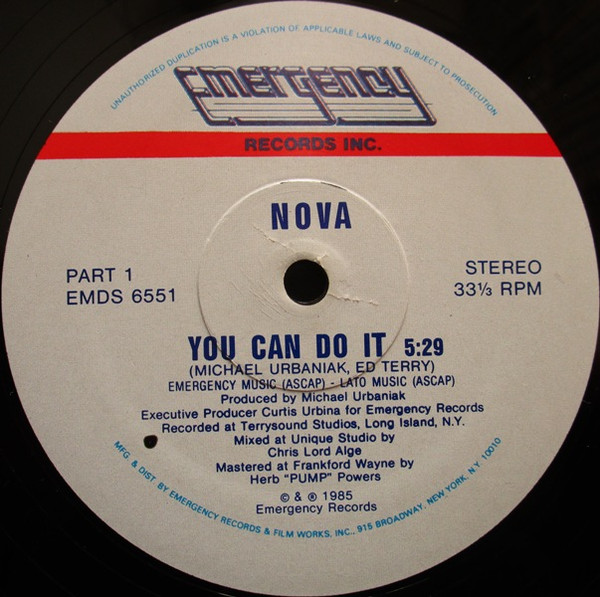 UNAUTHORIZED DUPLICATION IS A VIOLATION OF APPLICABLE LAWS AND SUBJECT TO PROSECUTION
Emergency
RECORDS INC.
NOVA
PART 1
EMDS 6551
STEREO
33⅓ RPM
YOU CAN DO IT 5:29
(MICHAEL URBANIAK, ED TERRY)
EMERGENCY MUSIC (ASCAP) - LATO MUSIC (ASCAP)
Produced by Michael Urbaniak
Executive Producer Curtis Urbina for Emergency Records
Recorded at Terrysound Studios, Long Island, N.Y.
Mixed at Unique Studio by
Chris Lord Alge
Mastered at Frankford Wayne by
Herb "PUMP" Powers
© & ℗ 1985
Emergency Records
MFG. & DIST. BY EMERGENCY RECORDS & FILM WORKS, INC., 915 BROADWAY, NEW YORK, N.Y. 10010